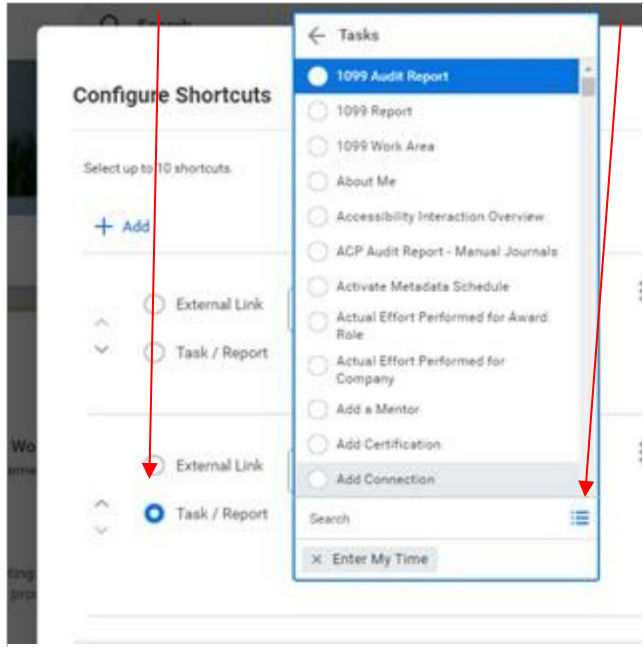 Search
Configure Shortcuts
Select up to 10 shortcuts.
+ Add
External Link
Task / Report
External Link
Task / Report
Tasks
1099 Audit Report
1099 Report
1099 Work Area
About Me
Accessibility Interaction Overview
ACP Audit Report - Manual Journals
Activate Metadata Schedule
Actual Effort Performed for Award
Role
Actual Effort Performed for
Company
Add a Mentor
Add Certification
Add Connection
Search
× Enter My Time